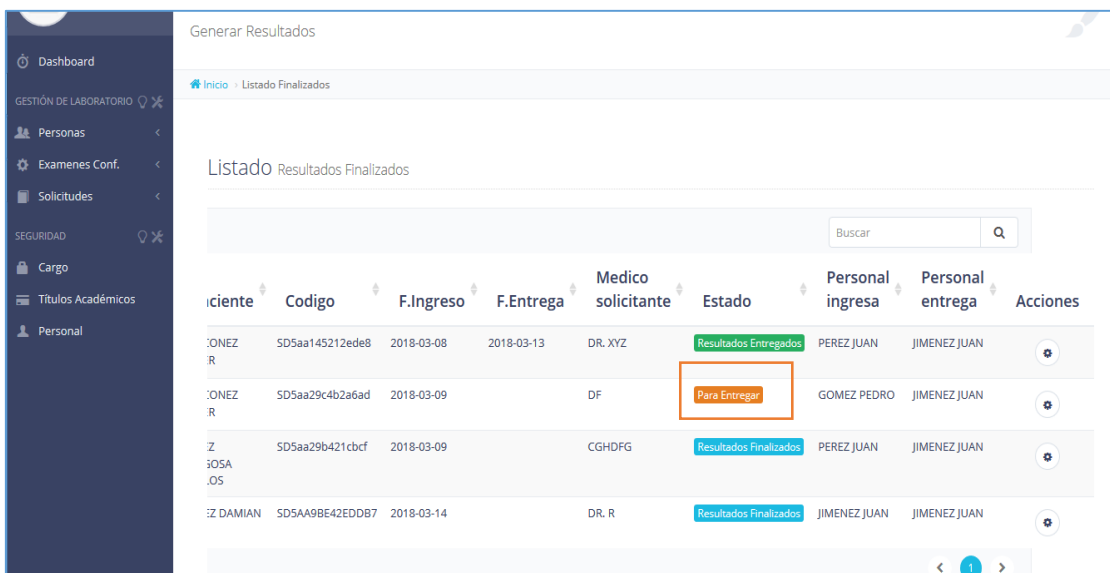 Generar Resultados
Dashboard
Inicio > Listado Finalizados
GESTIÓN DE LABORATORIO
Personas
Examenes Conf.
Solicitudes
SEGURIDAD
Cargo
Títulos Académicos
Personal
Listado Resultados Finalizados
Buscar
Codigo F.Ingreso F.Entrega Medico solicitante Estado Personal ingresa Personal entrega Acciones
SD5aa145212ede8 2018-03-08 2018-03-13 DR. XYZ Resultados Entregados PEREZ JUAN JIMENEZ JUAN
SD5aa29c4b2a6ad 2018-03-09 DF Para Entregar GOMEZ PEDRO JIMENEZ JUAN
SD5aa29b421cbcf 2018-03-09 CGHDFG Resultados Finalizados PEREZ JUAN JIMENEZ JUAN
DAMIAN SD5AA9BE42EDDB7 2018-03-14 DR. R Resultados Finalizados JIMENEZ JUAN JIMENEZ JUAN
< 1 >